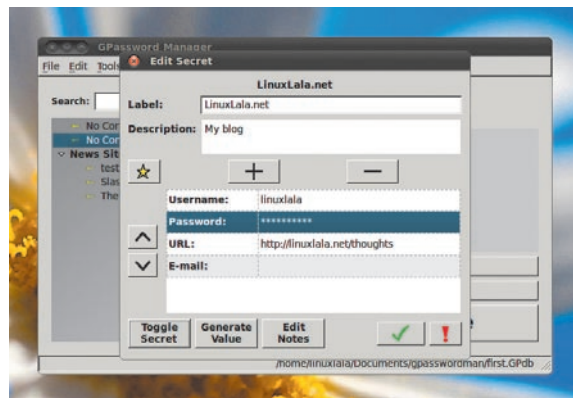 GPassword Manager
File Edit Tools
Edit Secret
LinuxLala.net
Search:
Label: LinuxLala.net
Description: My blog
No Cor
No Cor
News Sit
test
Slas
The
Username: linuxlala
Password: **********
URL: http://linuxlala.net/thoughts
E-mail:
Toggle Secret
Generate Value
Edit Notes
/home/linuxlala/Documents/gpasswordman/first.GPdb